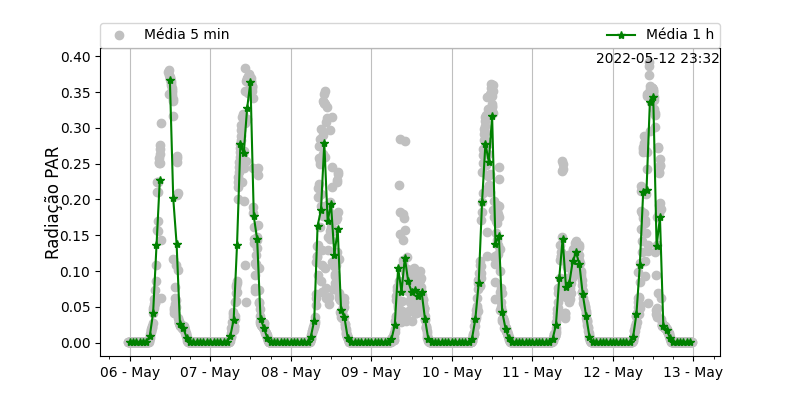 Média 5 min
Média 1 h
2022-05-12 23:32
Radiação PAR
0.40
0.35
0.30
0.25
0.20
0.15
0.10
0.05
0.00
06 - May
07 - May
08 - May
09 - May
10 - May
11 - May
12 - May
13 - May